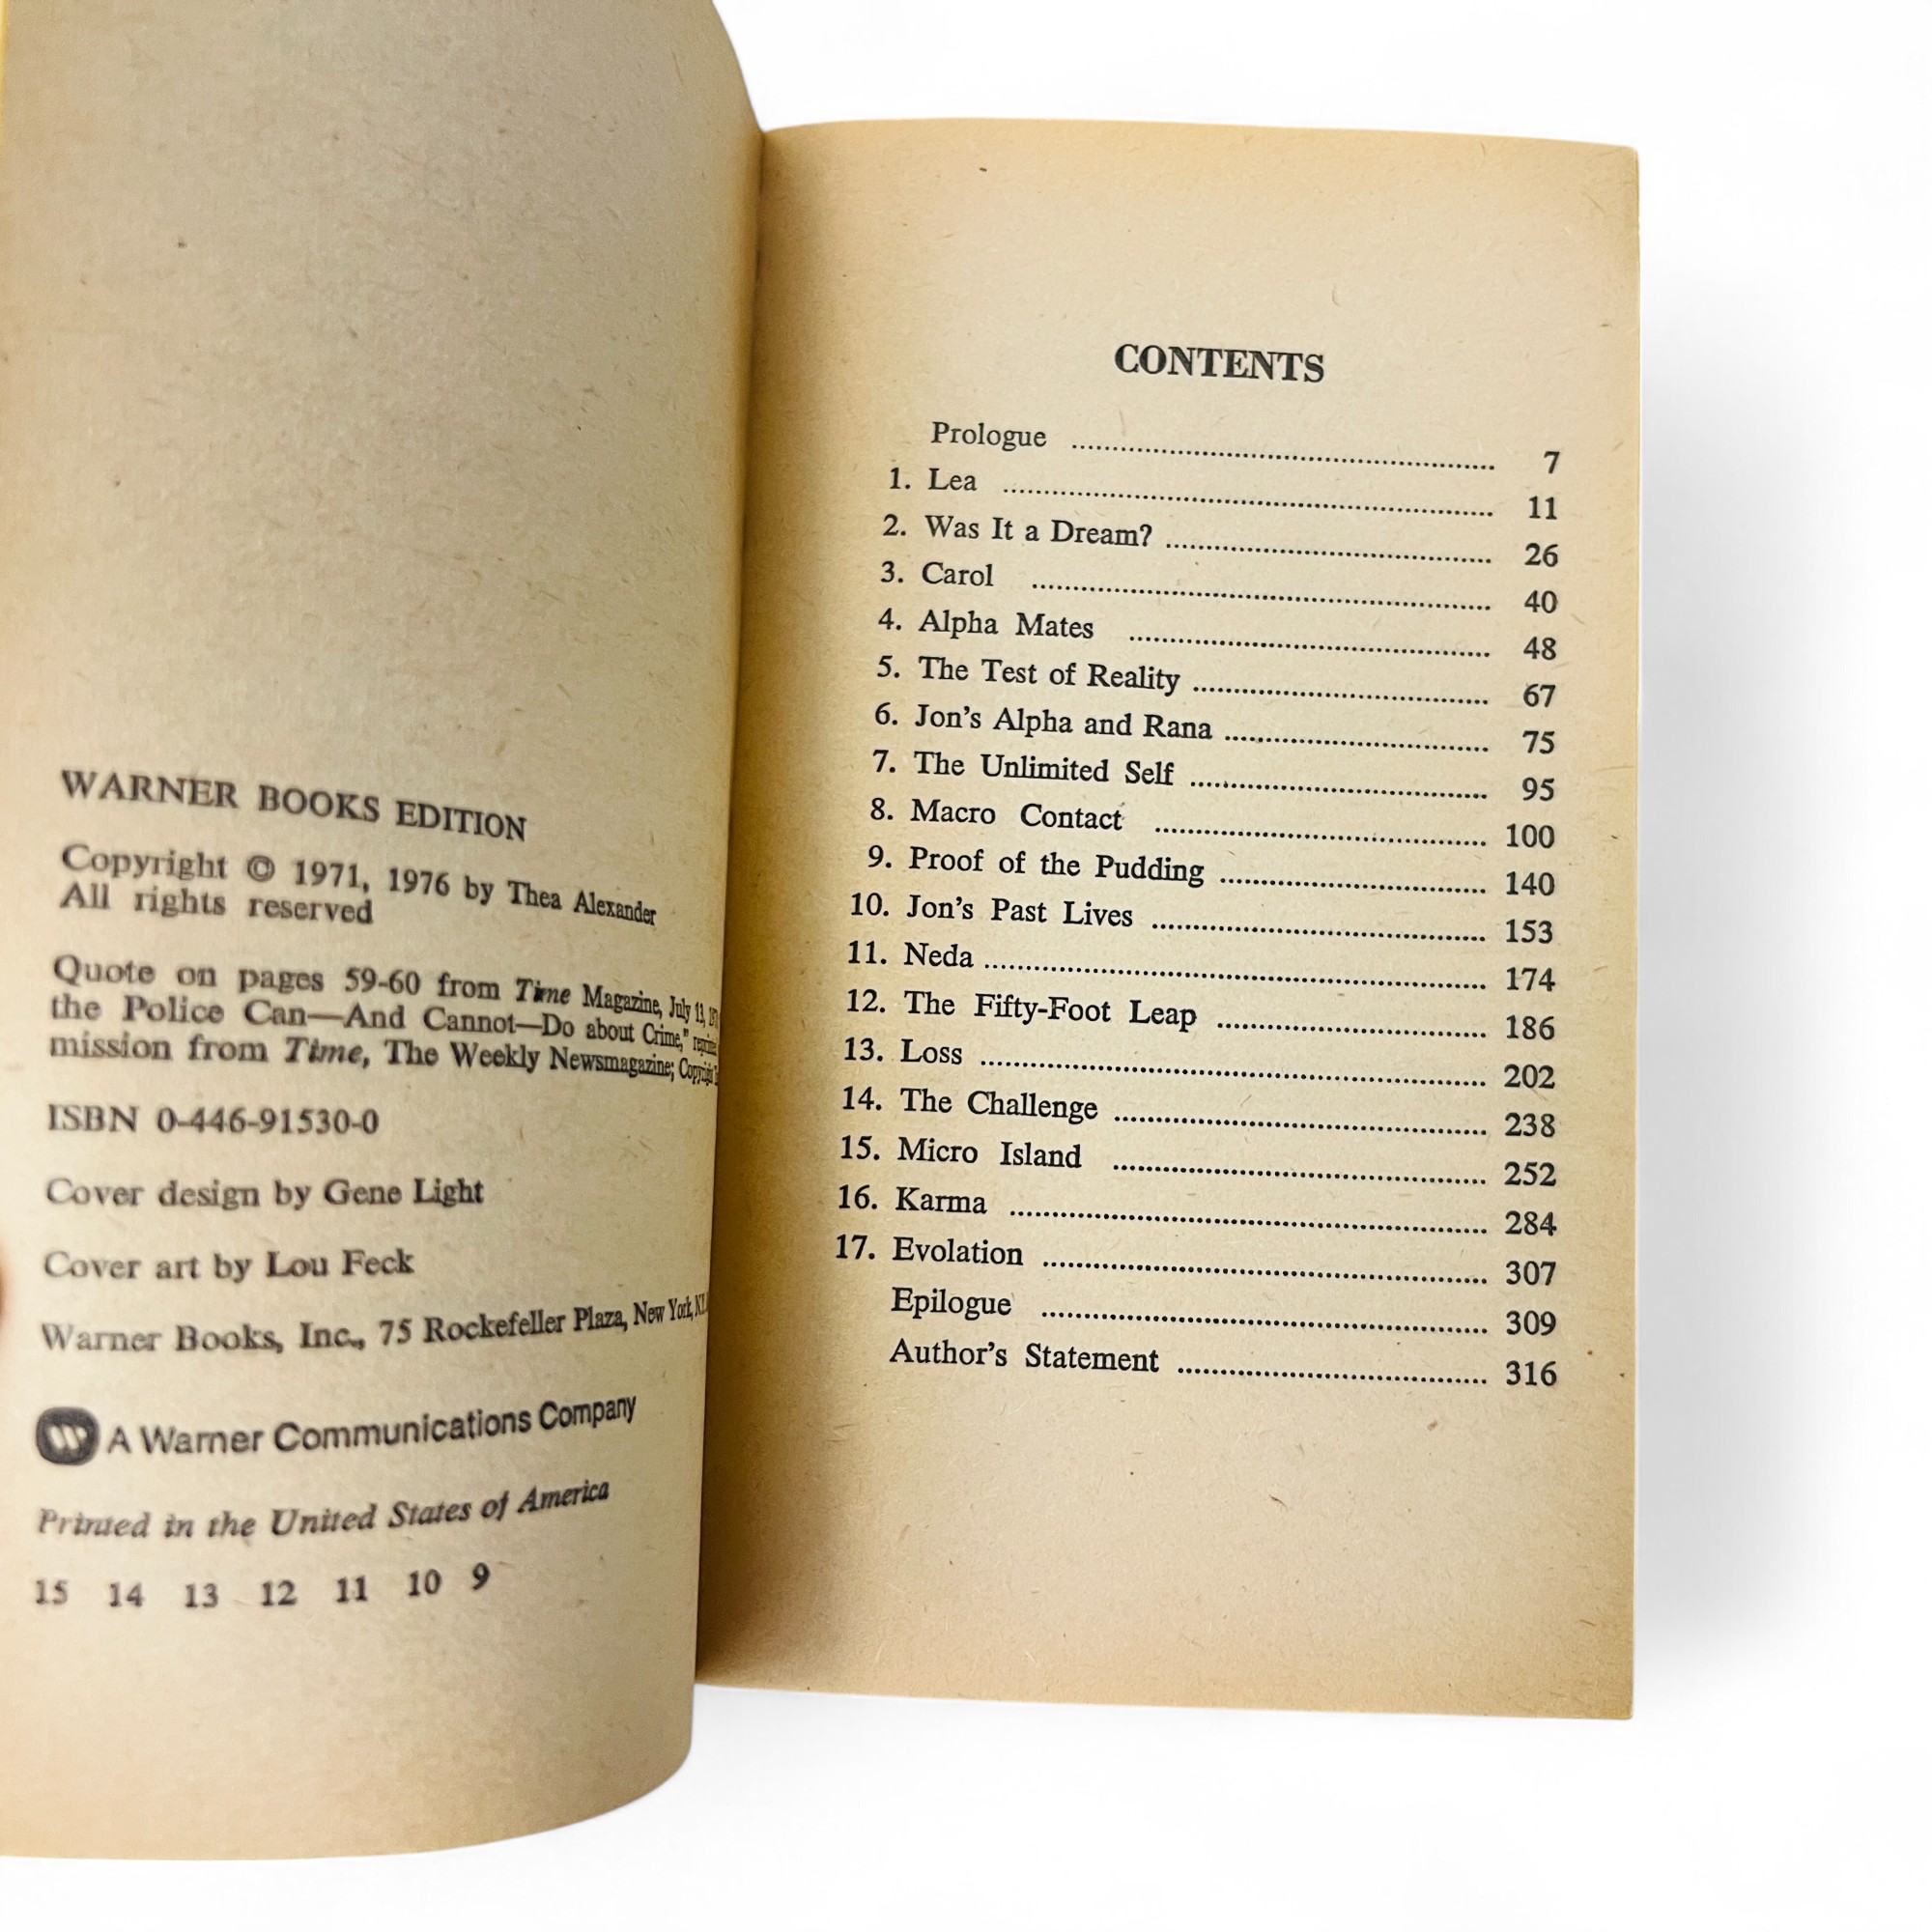 WARNER BOOKS EDITION
Copyright © 1971, 1976 by Thea Alexander
All rights reserved
Quote on pages 59-60 from Time Magazine, July 13,
the Police Can—And Cannot—Do about Crime,"
mission from Time, The Weekly Newsmagazine;
ISBN 0-446-91530-0
Cover design by Gene Light
Cover art by Lou Feck
Warner Books, Inc., 75 Rockefeller Plaza, New York,
A Warner Communications Company
Printed in the United States of America
15 14 13 12 11 10 9
CONTENTS
Prologue ........ 7
1. Lea ........ 11
2. Was It a Dream? ........ 26
3. Carol ........ 40
4. Alpha Mates ........ 48
5. The Test of Reality ........ 67
6. Jon's Alpha and Rana ........ 75
7. The Unlimited Self ........ 95
8. Macro Contact ........ 100
9. Proof of the Pudding ........ 140
10. Jon's Past Lives ........ 153
11. Neda ........ 174
12. The Fifty-Foot Leap ........ 186
13. Loss ........ 202
14. The Challenge ........ 238
15. Micro Island ........ 252
16. Karma ........ 284
17. Evolation ........ 307
Epilogue ........ 309
Author's Statement ........ 316